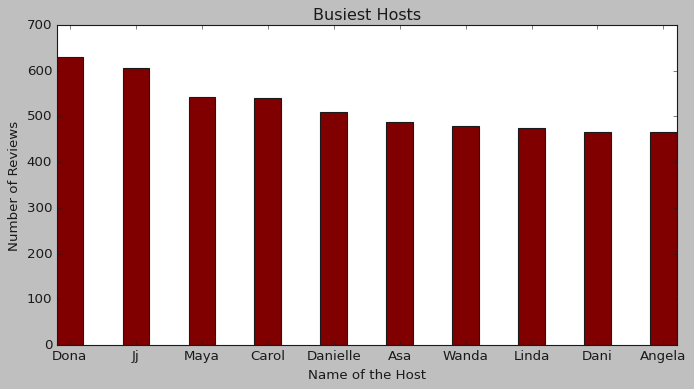 Busiest Hosts
Number of Reviews
700
600
500
400
300
200
100
0
Dona Jj Maya Carol Danielle Asa Wanda Linda Dani Angela
Name of the Host